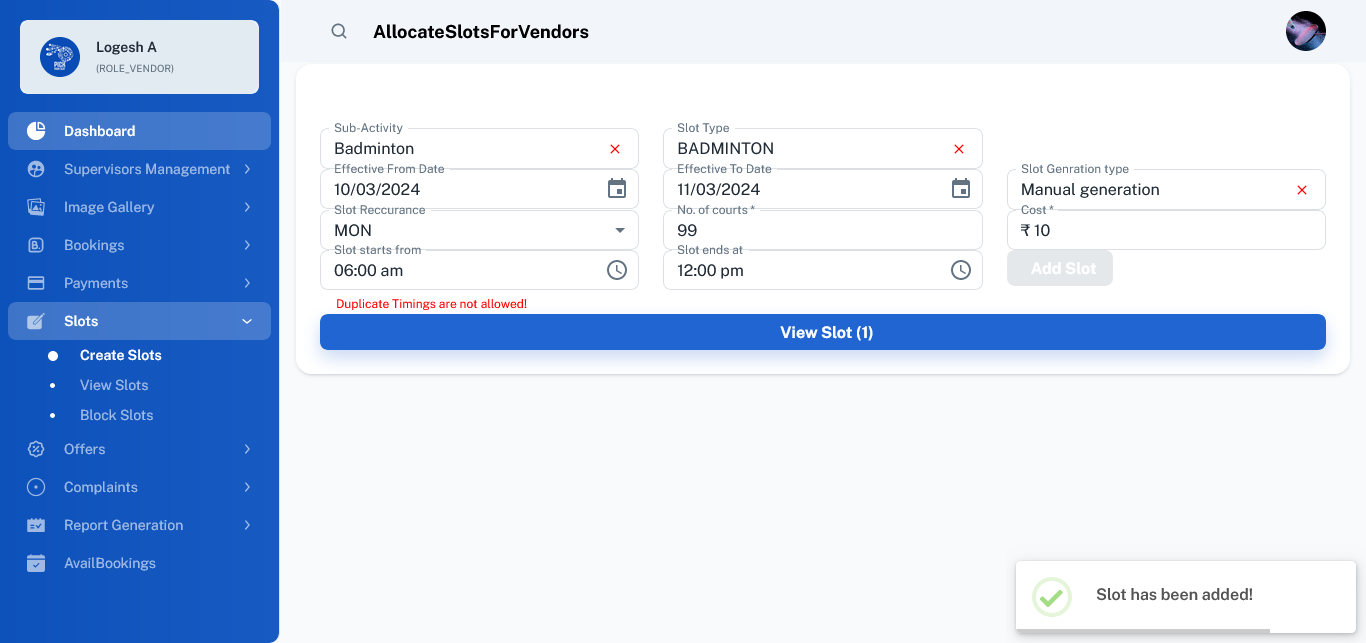 Logesh A
(ROLE_VENDOR)
Dashboard
Supervisors Management
Image Gallery
Bookings
Payments
Slots
Create Slots
View Slots
Block Slots
Offers
Complaints
Report Generation
AvailBookings
AllocateSlotsForVendors
Sub-Activity
Badminton
Slot Type
BADMINTON
Effective From Date
10/03/2024
Effective To Date
11/03/2024
Slot Genration type
Manual generation
Slot Reccurance
MON
No. of courts *
99
Cost *
₹ 10
Slot starts from
06:00 am
Slot ends at
12:00 pm
Add Slot
Duplicate Timings are not allowed!
View Slot (1)
Slot has been added!